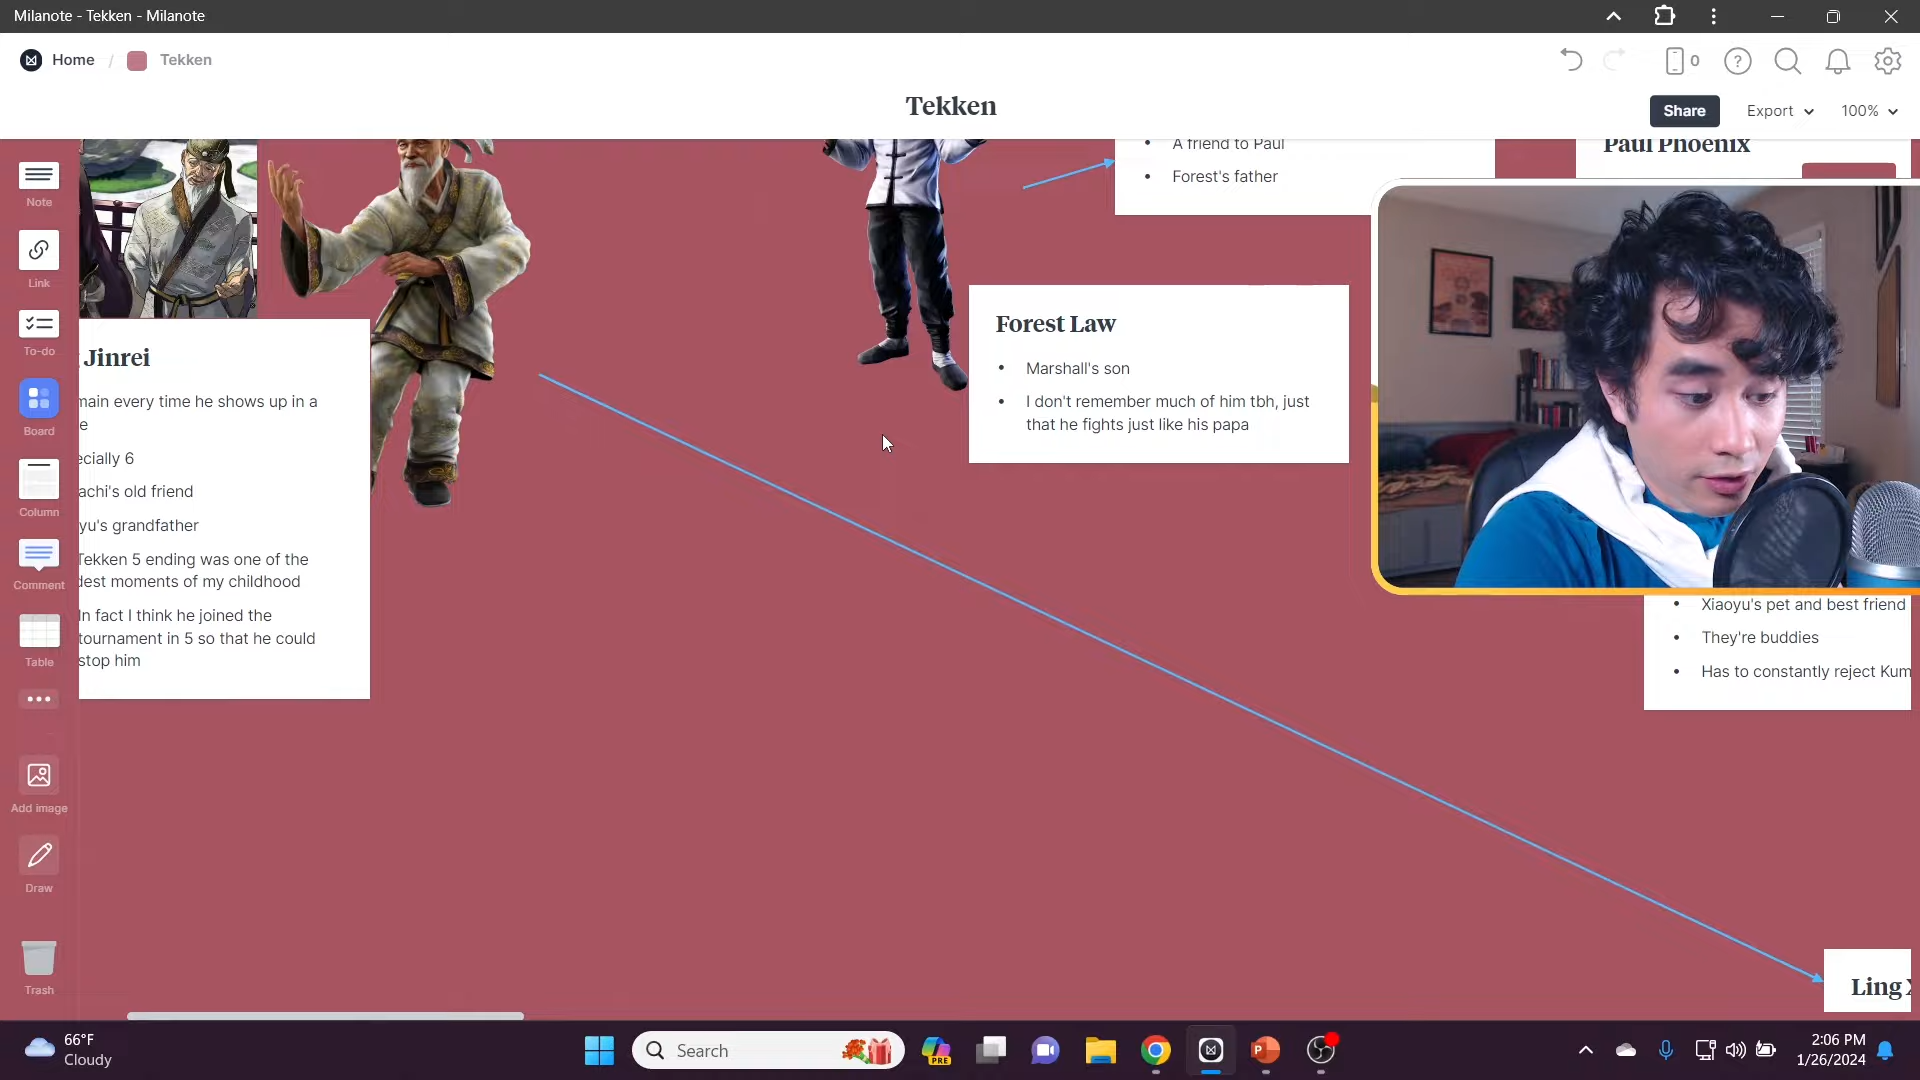 Milanote - Tekken - Milanote
Home / Tekken
0
Tekken
Share
Export
100%
Note
Link
To-do
Board
Column
Comment
Table
Add image
Draw
Trash
Jinrei
main every time he shows up in a
e
ecially 6
achi's old friend
yu's grandfather
Tekken 5 ending was one of the
dest moments of my childhood
In fact I think he joined the
tournament in 5 so that he could
stop him
• A friend to Paul
• Forest's father
Paul Phoenix
Forest Law
• Marshall's son
• I don't remember much of him tbh, just
that he fights just like his papa
• Xiaoyu's pet and best friend
• They're buddies
• Has to constantly reject Kum
Ling X
66°F
Cloudy
Search
PRE
2:06 PM
1/26/2024